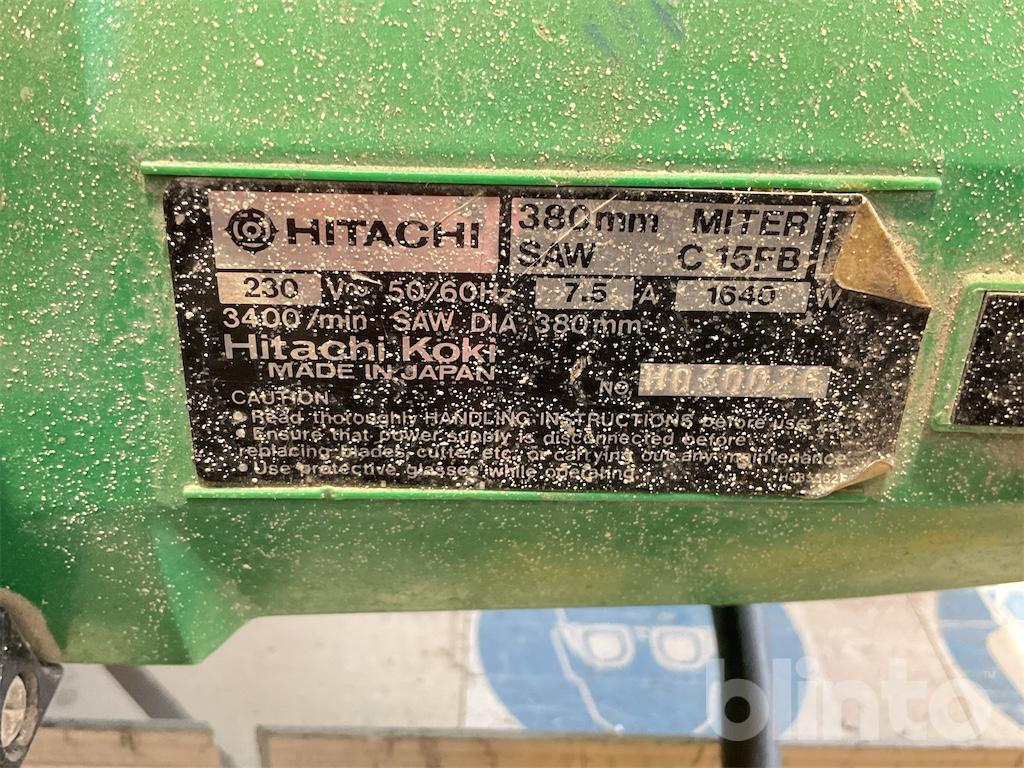 HITACHI
380mm MITER
SAW C 15FB
230 V~ 50/60Hz 7.5 A 1640 W
3400/min SAW DIA 380mm
Hitachi Koki
MADE IN JAPAN
NO.
CAUTION
• Read thoroughly HANDLING INSTRUCTIONS before use.
• Ensure that power supply is disconnected before
replacing blades, cutter etc. or carrying out any maintenance.
• Use protective glasses while operating.
blinto™